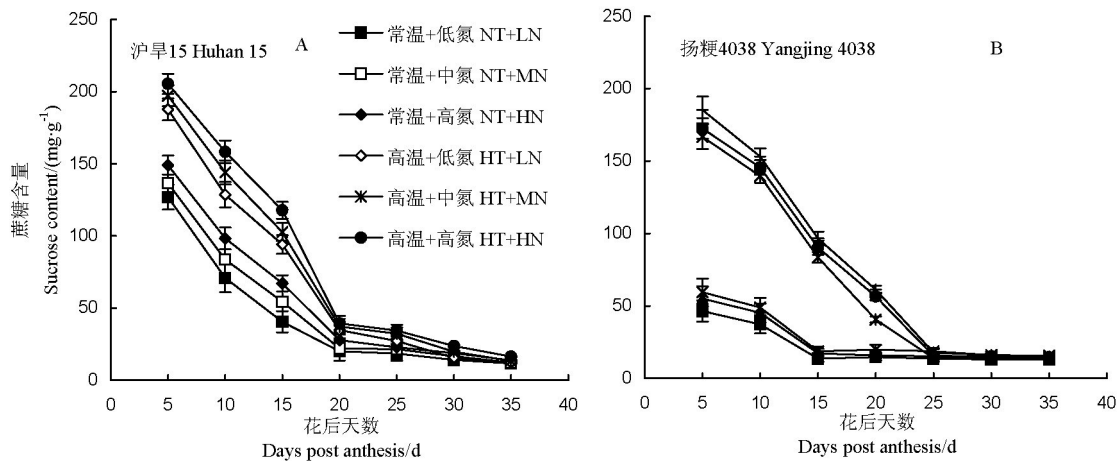 沪旱15 Huhan 15
A
常温+低氮 NT+LN
常温+中氮 NT+MN
常温+高氮 NT+HN
高温+低氮 HT+LN
高温+中氮 HT+MN
高温+高氮 HT+HN
蔗糖含量
Sucrose content/(mg·g⁻¹)
250
200
150
100
50
0
0 5 10 15 20 25 30 35 40
花后天数
Days post anthesis/d
扬粳4038 Yangjing 4038
B
250
200
150
100
50
0
0 5 10 15 20 25 30 35 40
花后天数
Days post anthesis/d